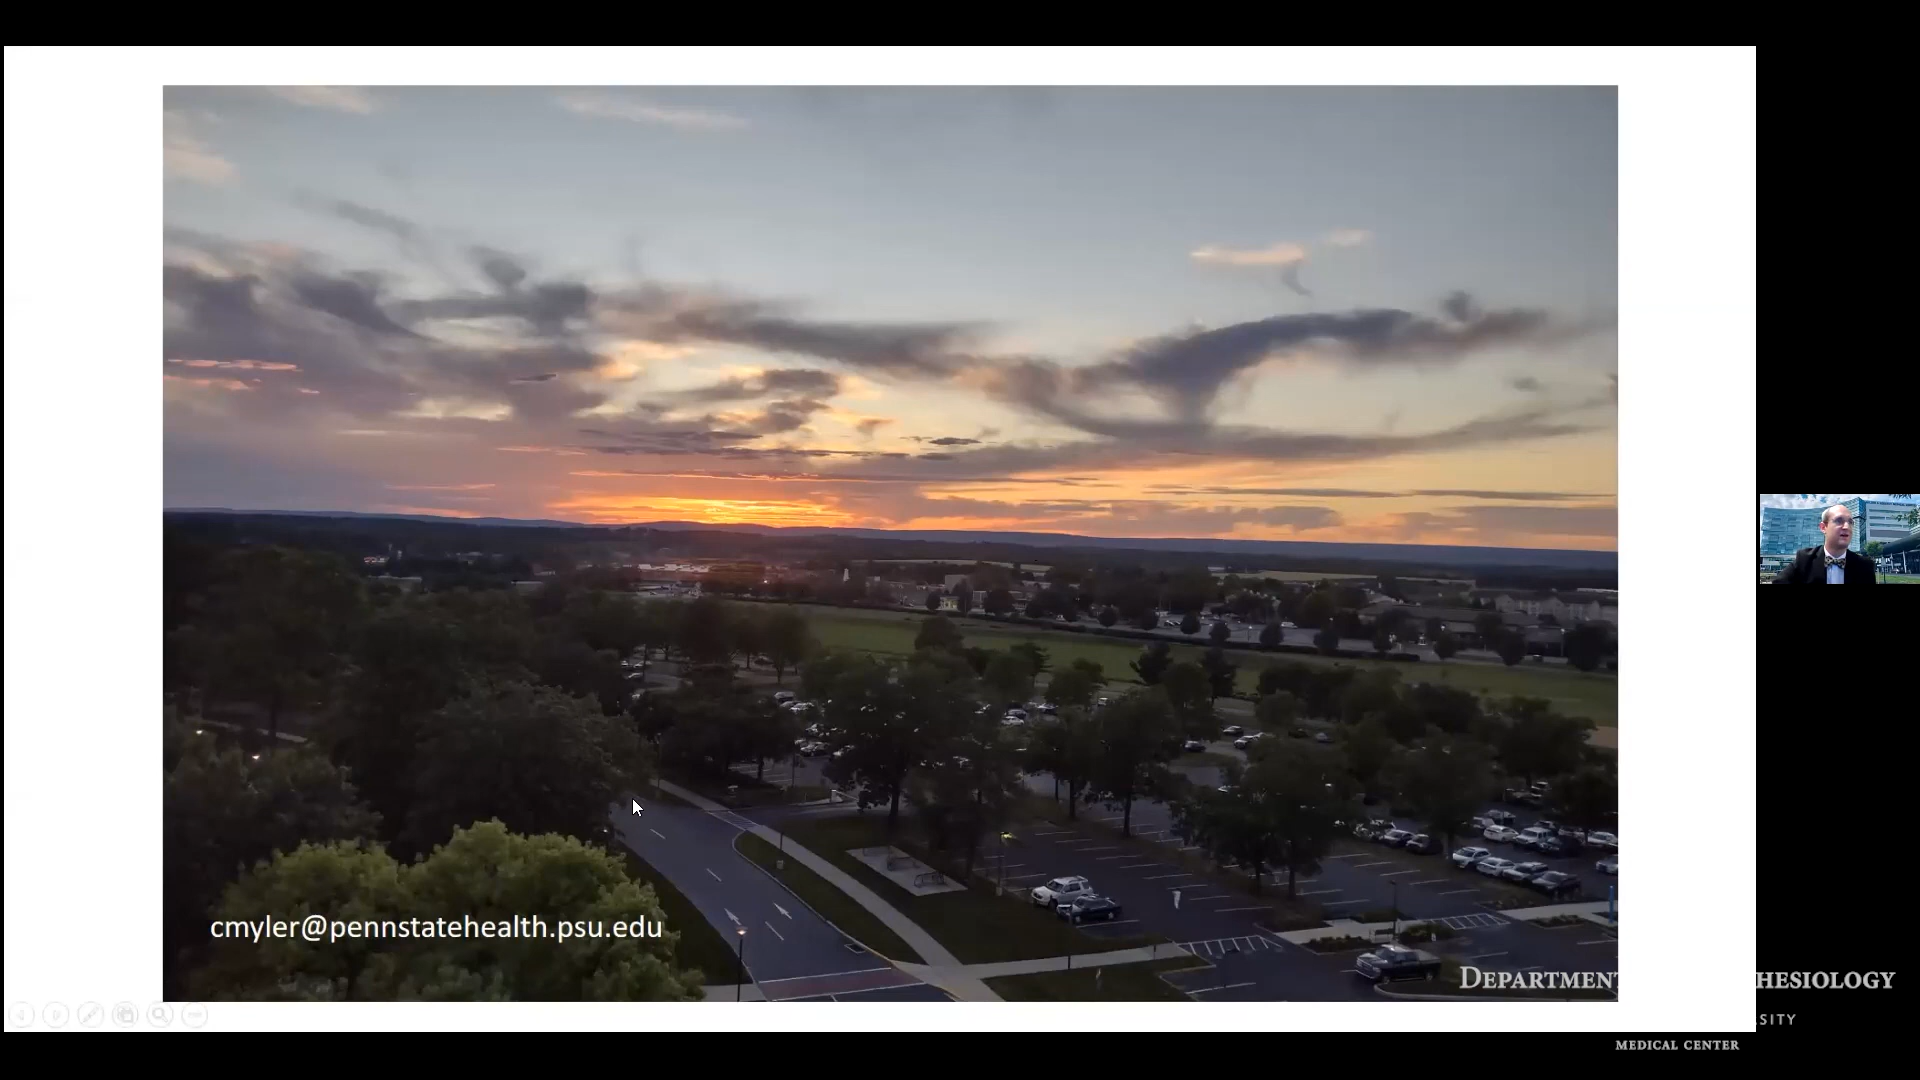 cmyler@pennstatehealth.psu.edu
DEPARTMENT
HESIOLOGY
SITY
MEDICAL CENTER